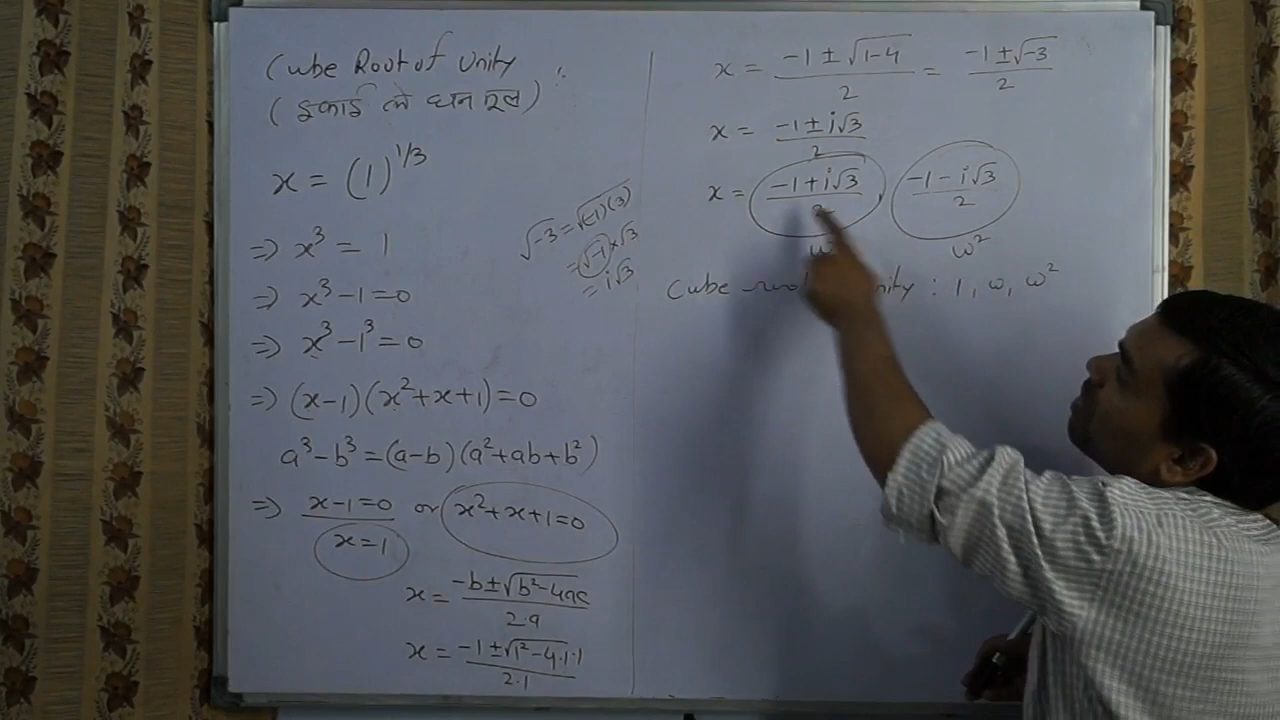 Cube Root of Unity :
( इकाई के घनमूल )
x = (1)^{1/3}
⇒ x³ = 1
⇒ x³-1=0
⇒ x³-1³=0
⇒ (x-1)(x²+x+1)=0
a³-b³=(a-b)(a²+ab+b²)
⇒ x-1=0 or x²+x+1=0
x=1
x = (-b±√(b²-4ac))/(2.a)
x = (-1±√(1²-4.1.1))/(2.1)
√-3 = √(-1)(3)
= √-1 × √3
= i√3
x = (-1±√(1-4))/2 = (-1±√-3)/2
x = (-1±i√3)/2
x = (-1+i√3)/2 , (-1-i√3)/2
ω ω²
Cube : 1, ω, ω²